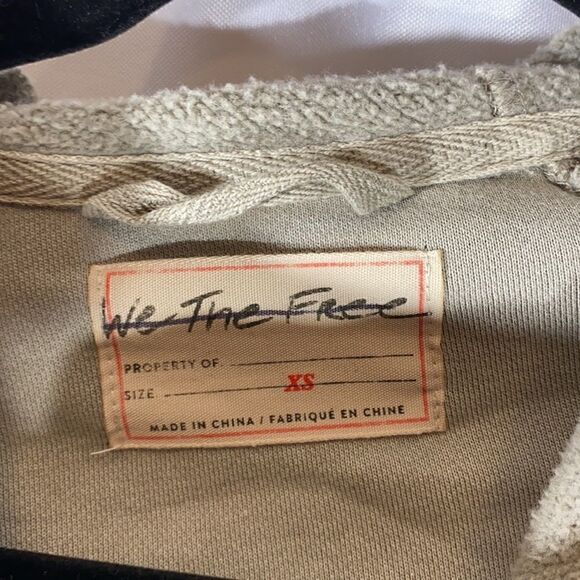 We The Free
PROPERTY OF
SIZE XS
MADE IN CHINA / FABRIQUÉ EN CHINE